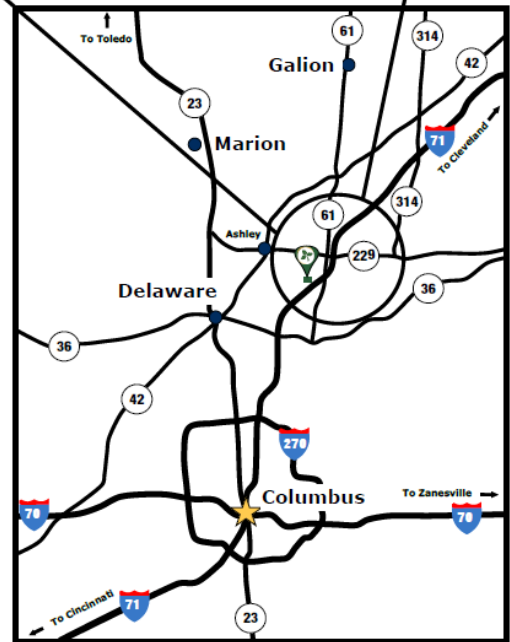 61
314
To Toledo
Galion
42
23
71
To Cleveland
Marion
314
61
Ashley
229
Delaware
36
36
42
270
Columbus
To Zanesville
70
70
To Cincinnati
71
23